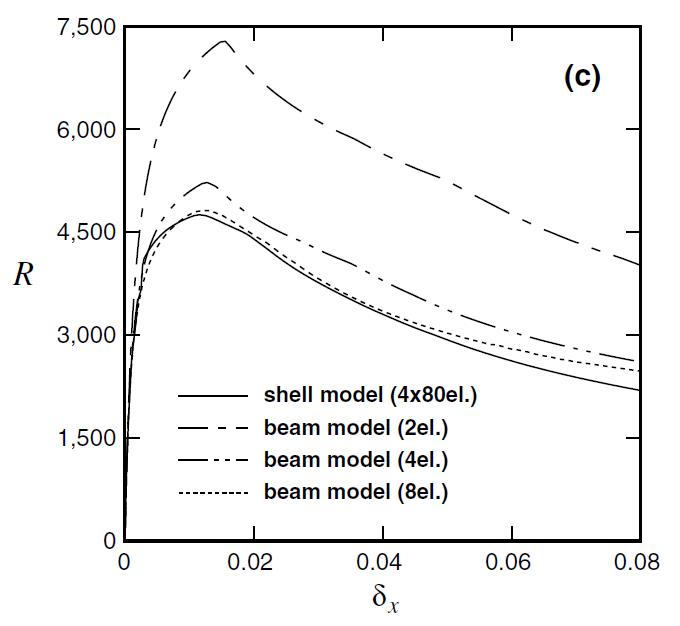 7,500
(c)
6,000
4,500
R
3,000
shell model (4x80el.)
beam model (2el.)
1,500
beam model (4el.)
beam model (8el.)
0
0 0.02 0.04 0.06 0.08
δx